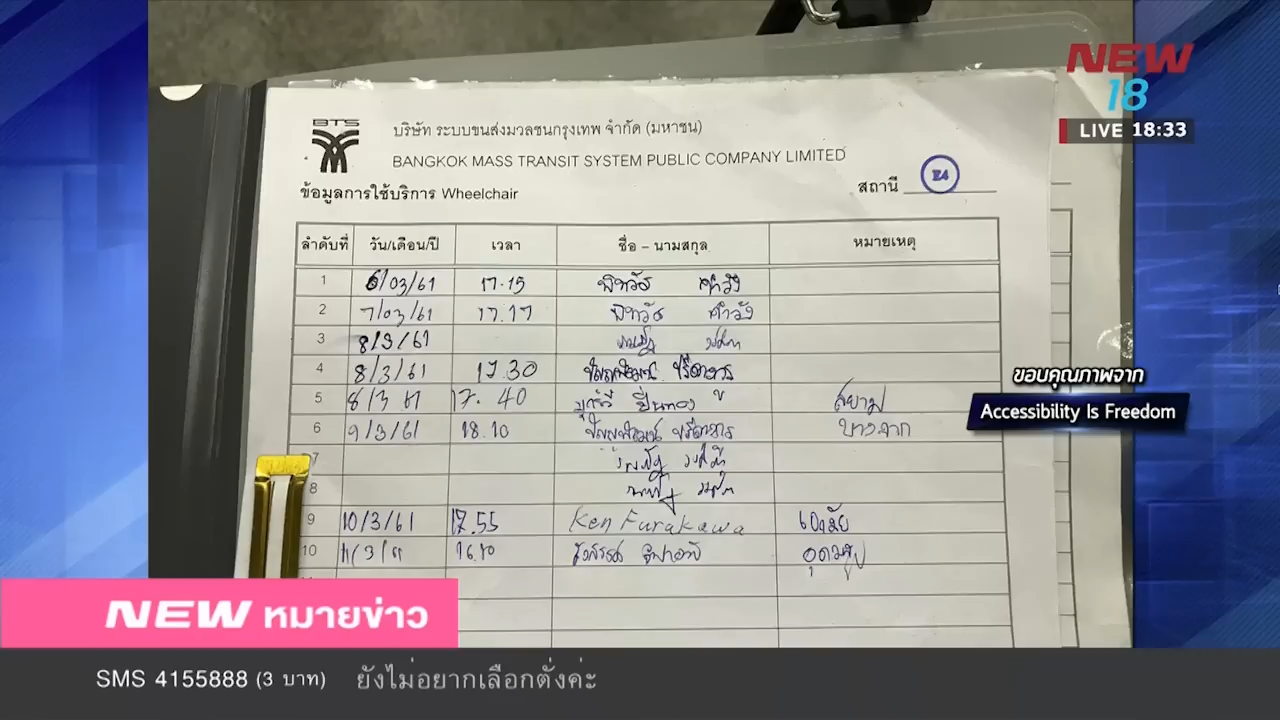 NEW
18
LIVE 18:33
BTS
บริษัท ระบบขนส่งมวลชนกรุงเทพ จำกัด (มหาชน)
BANGKOK MASS TRANSIT SYSTEM PUBLIC COMPANY LIMITED
สถานี E4
ข้อมูลการใช้บริการ Wheelchair
ลำดับที่ วัน/เดือน/ปี เวลา ชื่อ – นามสกุล หมายเหตุ
1 6/03/61 17.15
2 7/03/61 17.17
3 8/3/61
4 8/3/61 17.30
5 8/3/61 17.40 ปิ่นทอง สยาม
6 9/3/61 18.10 บางจาก
7
8
9 10/3/61 17.55 Ken Furukawa เอกมัย
10 11/3/61 16.10 อุดมสุข
ขอบคุณภาพจาก
Accessibility Is Freedom
NEW หมายข่าว
SMS 4155888 (3 บาท) ยังไม่อยากเลือกตั่งค่ะ